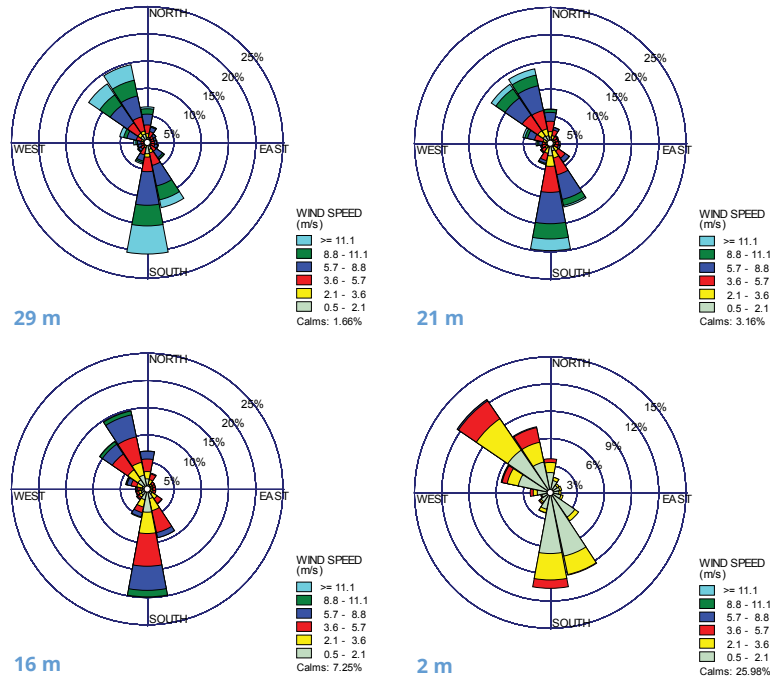 NORTH
25%
20%
15%
10%
5%
WEST
EAST
SOUTH
WIND SPEED
(m/s)
>= 11.1
8.8 - 11.1
5.7 - 8.8
3.6 - 5.7
2.1 - 3.6
0.5 - 2.1
Calms: 1.66%
29 m
NORTH
25%
20%
15%
10%
5%
WEST
EAST
SOUTH
WIND SPEED
(m/s)
>= 11.1
8.8 - 11.1
5.7 - 8.8
3.6 - 5.7
2.1 - 3.6
0.5 - 2.1
Calms: 3.16%
21 m
NORTH
25%
20%
15%
10%
5%
WEST
EAST
SOUTH
WIND SPEED
(m/s)
>= 11.1
8.8 - 11.1
5.7 - 8.8
3.6 - 5.7
2.1 - 3.6
0.5 - 2.1
Calms: 7.25%
16 m
NORTH
15%
12%
9%
6%
3%
WEST
EAST
SOUTH
WIND SPEED
(m/s)
>= 11.1
8.8 - 11.1
5.7 - 8.8
3.6 - 5.7
2.1 - 3.6
0.5 - 2.1
Calms: 25.98%
2 m